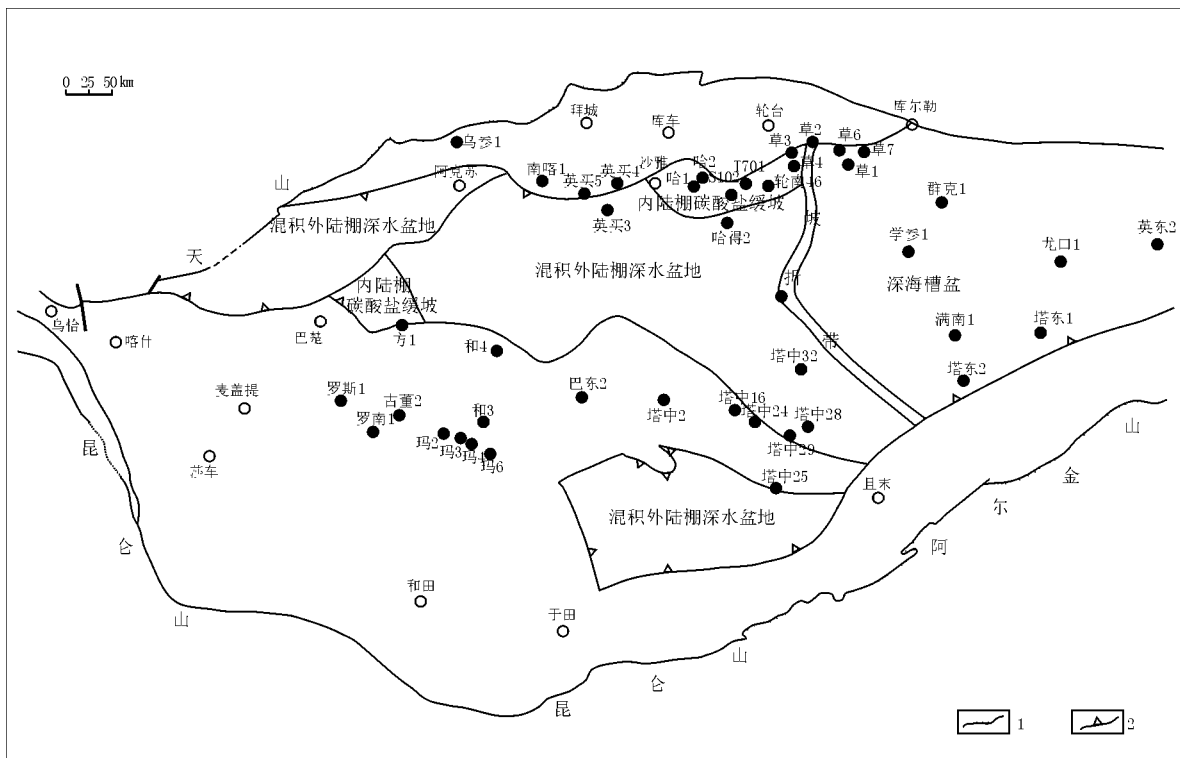 0 25 50km
拜城
库车
轮台
库尔勒
乌参1
草3
草2
草6
草7
草4
草1
南喀1
英买4
英买5
英买3
沙雅
哈2
哈1
T701
S102
轮南46
阿克苏
山
天
混积外陆棚深水盆地
内陆棚碳酸盐缓坡
哈得2
坡
折
带
群克1
学参1
尤口1
英东2
混积外陆棚深水盆地
深海槽盆
内陆棚
碳酸盐缓坡
乌恰
喀什
巴楚
方1
和4
满南1
塔东1
塔东2
塔中32
麦盖提
罗斯1
古董2
罗南1
和3
巴东2
塔中2
塔中16
塔中24
塔中28
塔中29
玛2
玛3
玛4
玛6
莎车
塔中25
且末
混积外陆棚深水盆地
昆
仑
山
和田
于田
昆
仑
山
阿
尔
金
山
1
2